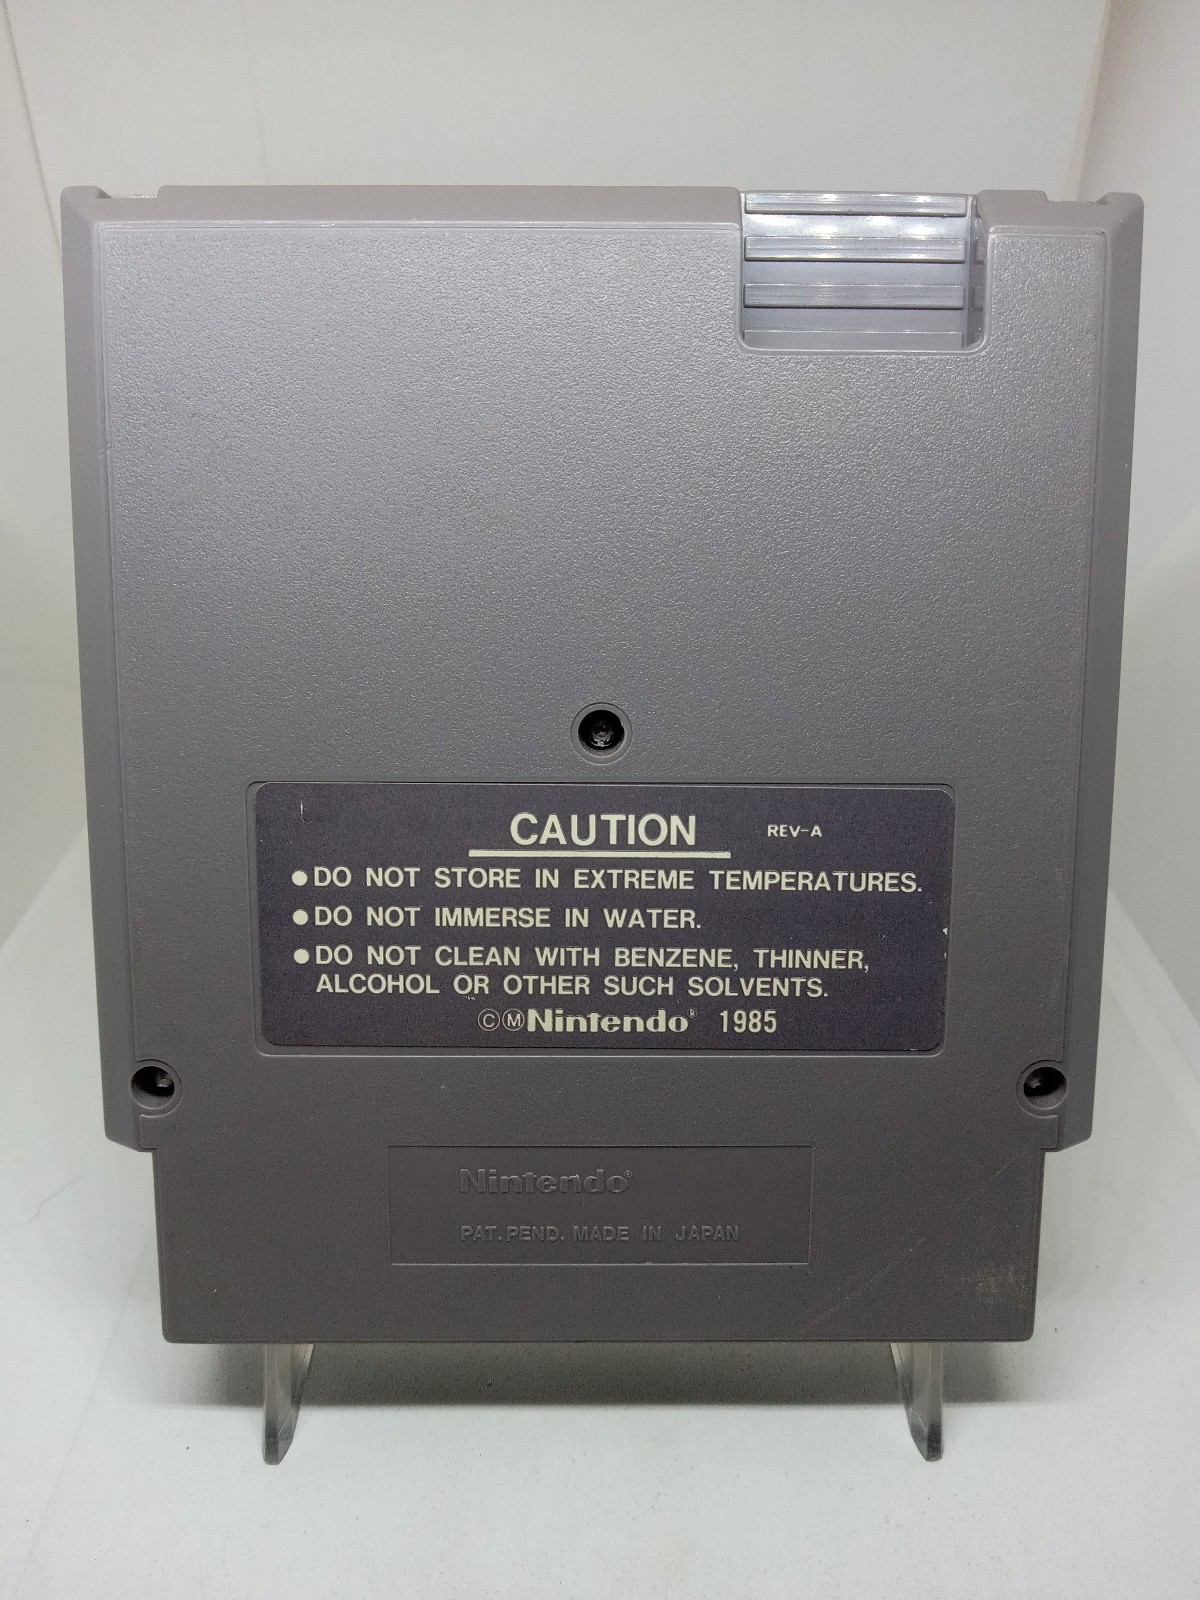 CAUTION REV-A
●DO NOT STORE IN EXTREME TEMPERATURES.
●DO NOT IMMERSE IN WATER.
●DO NOT CLEAN WITH BENZENE, THINNER,
ALCOHOL OR OTHER SUCH SOLVENTS.
©ⓂNintendo® 1985
Nintendo®
PAT. PEND. MADE IN JAPAN